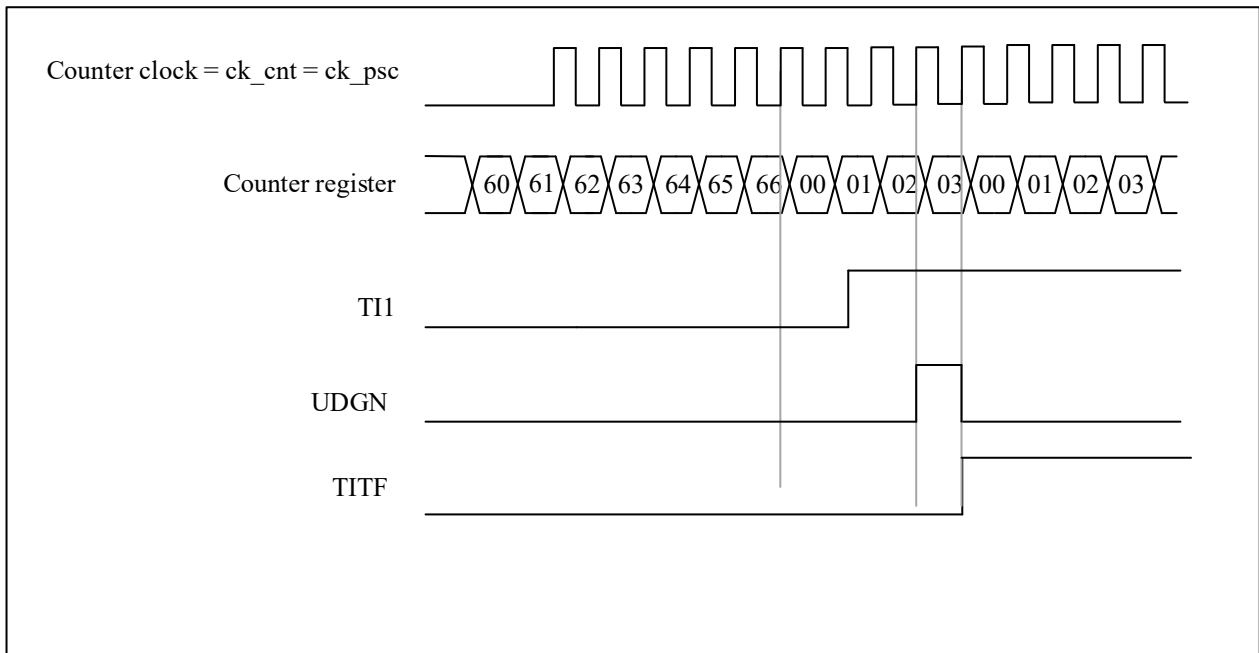 Counter clock = ck_cnt = ck_psc
Counter register
60 61 62 63 64 65 66 00 01 02 03 00 01 02 03
TI1
UDGN
TITF